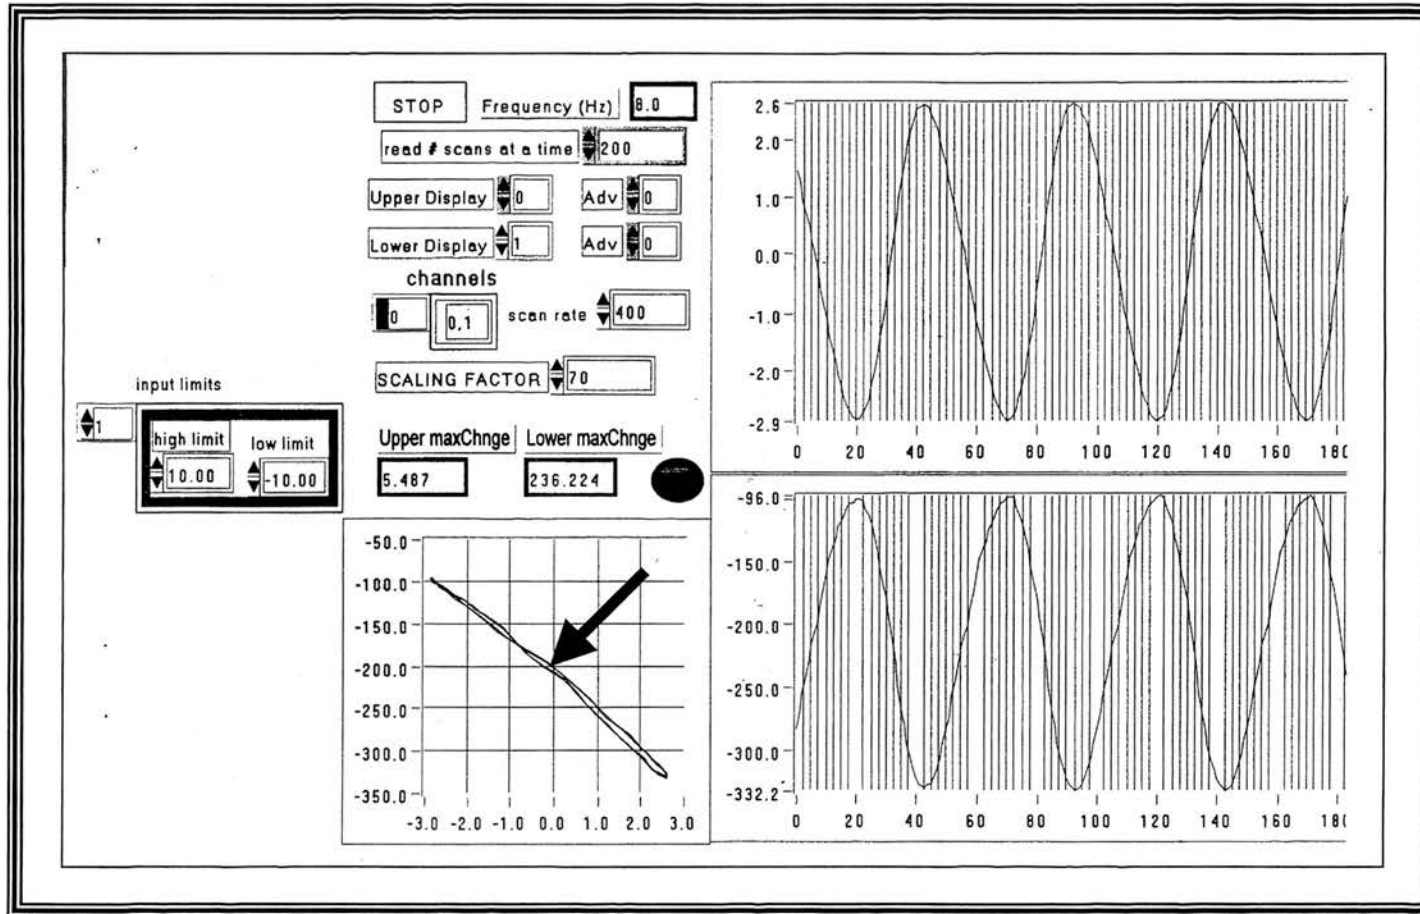 STOP Frequency (Hz) 8.0
read # scans at a time 200
Upper Display 0 Adv 0
Lower Display 1 Adv 0
channels
0 0,1 scan rate 400
SCALING FACTOR 70
input limits
1
high limit low limit
10.00 -10.00
Upper maxChnge Lower maxChnge
5.487 236.224
-50.0
-100.0
-150.0
-200.0
-250.0
-300.0
-350.0
-3.0 -2.0 -1.0 0.0 1.0 2.0 3.0
2.6
2.0
1.0
0.0
-1.0
-2.0
-2.9
0 20 40 60 80 100 120 140 160
-96.0
-150.0
-200.0
-250.0
-300.0
-332.2
0 20 40 60 80 100 120 140 160